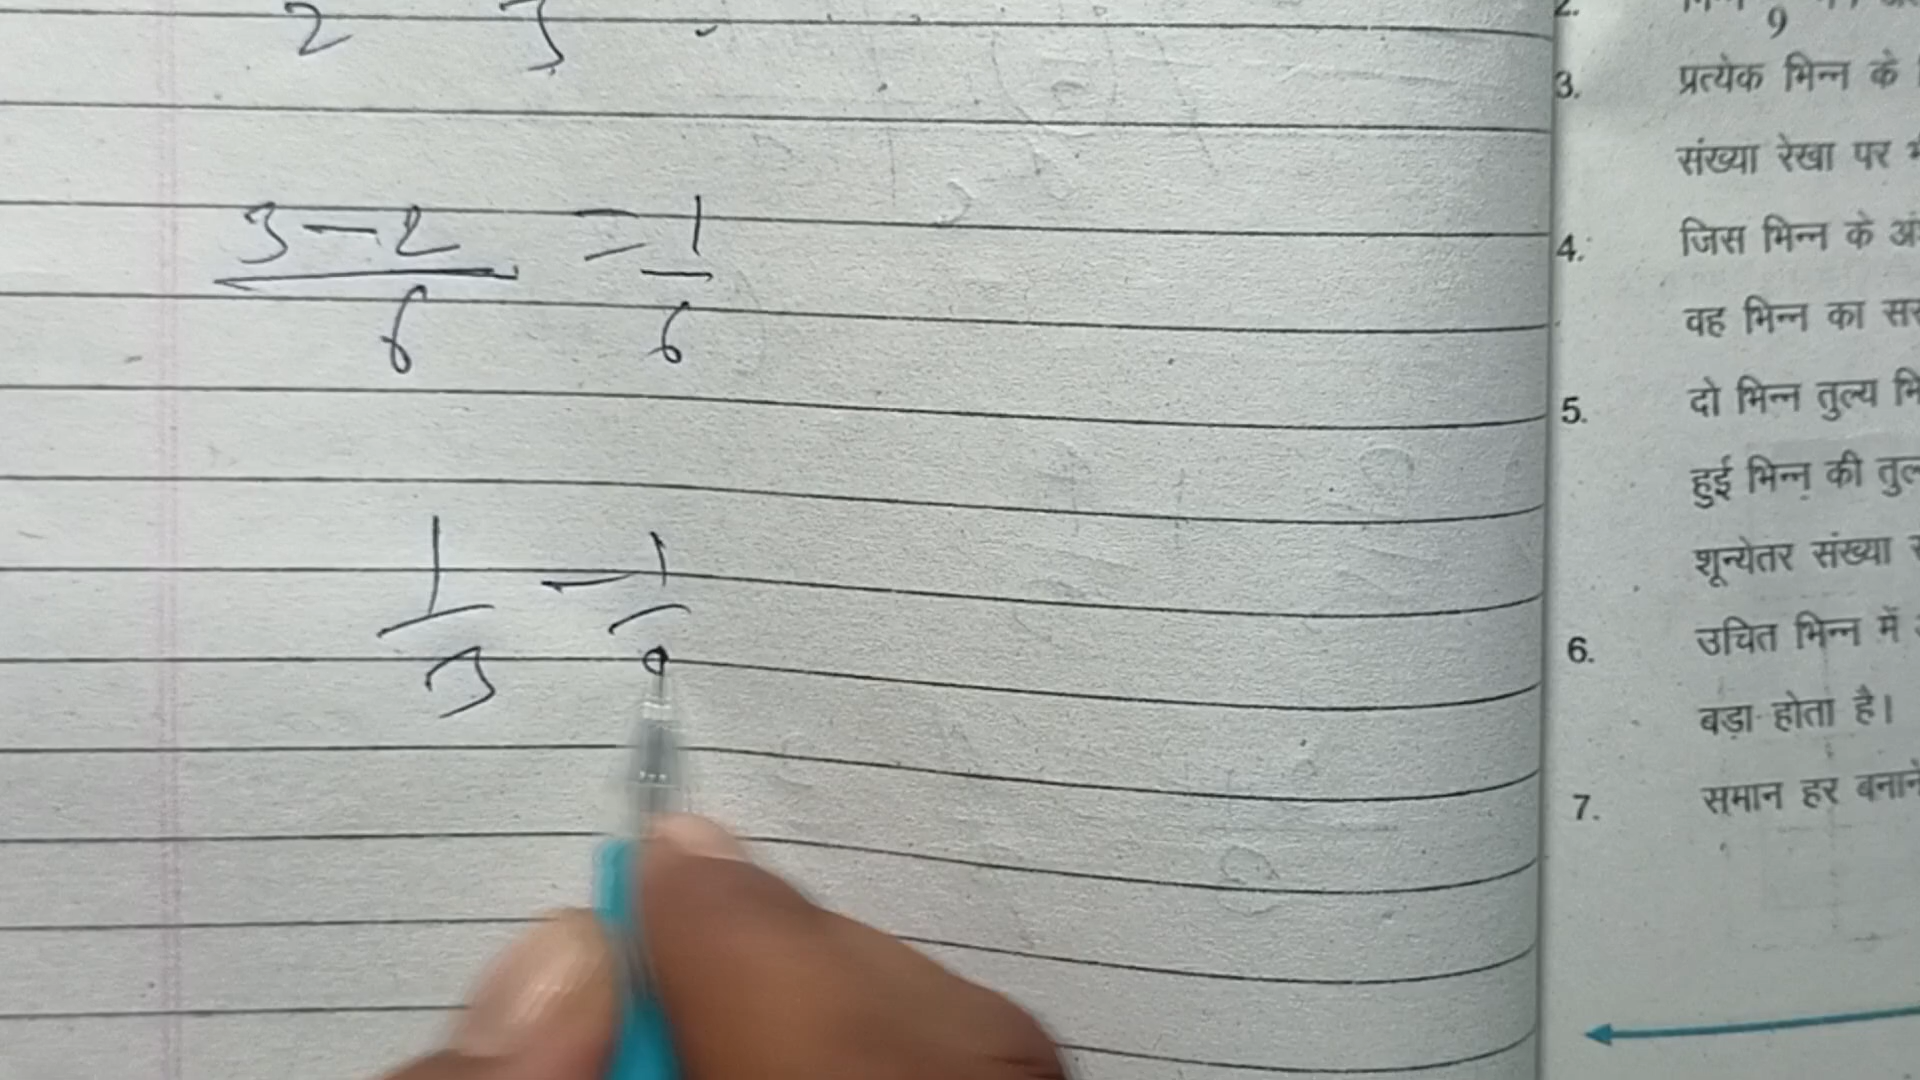 2 3
3-2 = 1
6 6
1 - 1
3
9
3. प्रत्येक भिन्न के
संख्या रेखा पर
4. जिस भिन्न के
वह भिन्न का
5. दो भिन्न तुल्य
हुई भिन्न की
शून्येतर संख्या
6. उचित भिन्न में
बड़ा होता है।
7. समान हर